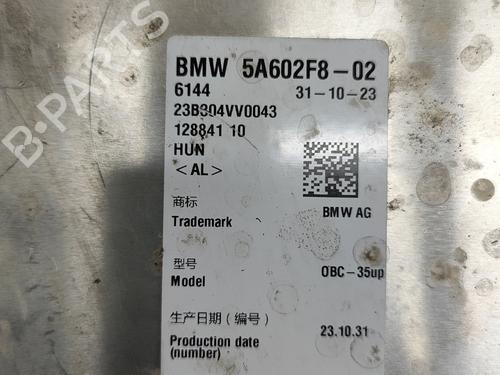 B-PARTS
BMW 5A602F8-02
6144 31-10-23
23B304VV0043
128841 10
HUN
<AL>
BMW AG
商标
Trademark
型号
Model OBC-35up
生产日期(编号)
Production date
(number) 23.10.31